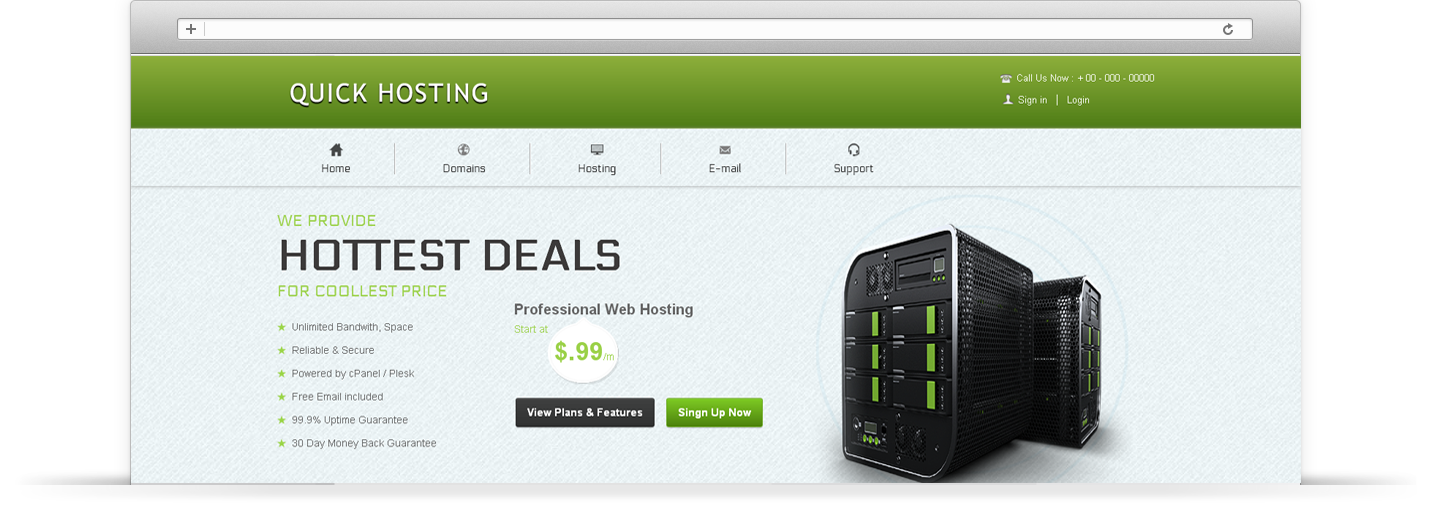 QUICK HOSTING
Call Us Now : + 00 - 000 - 00000
Sign in | Login
Home
Domains
Hosting
E-mail
Support
WE PROVIDE
HOTTEST DEALS
FOR COOLLEST PRICE
Unlimited Bandwith, Space
Reliable & Secure
Powered by cPanel / Plesk
Free Email included
99.9% Uptime Guarantee
30 Day Money Back Guarantee
Professional Web Hosting
Start at
$.99/m
View Plans & Features
Singn Up Now